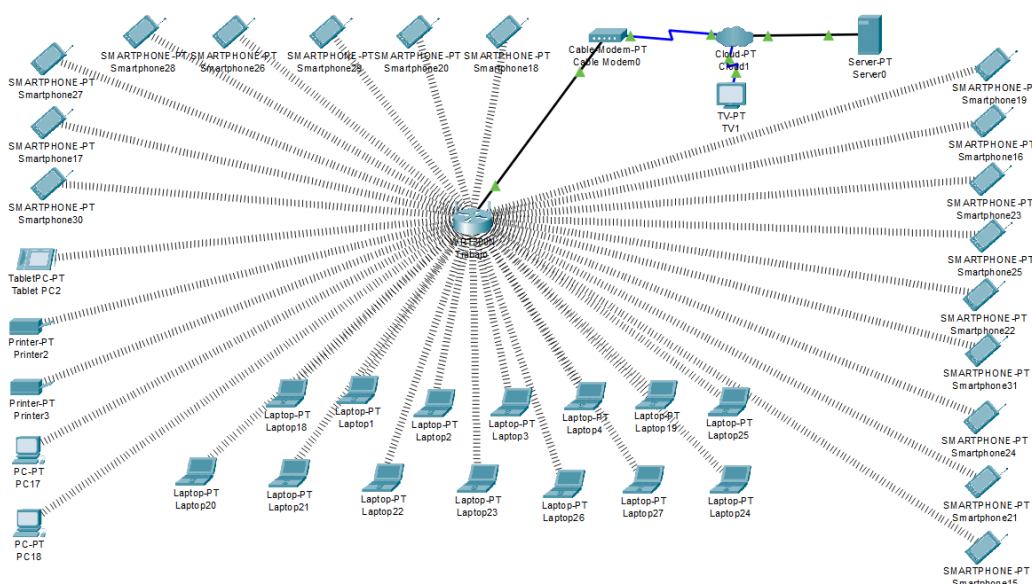 SMARTPHONE-PT
Smartphone28
SMARTPHONE-PT
Smartphone26
SMARTPHONE-PT
SMARTPHONE-PT
Smartphone20
SMARTPHONE-PT
Smartphone18
Cable-Modem-PT
Cable Modem0
Cloud-PT
Cloud1
Server-PT
Server0
TV-PT
TV1
SMARTPHONE-PT
Smartphone27
SMARTPHONE-PT
Smartphone17
SMARTPHONE-PT
Smartphone30
TabletPC-PT
Tablet PC2
Printer-PT
Printer2
Printer-PT
Printer3
PC-PT
PC17
PC-PT
PC18
Trabajo
Laptop-PT
Laptop18
Laptop-PT
Laptop1
Laptop-PT
Laptop2
Laptop-PT
Laptop3
Laptop-PT
Laptop4
Laptop-PT
Laptop19
Laptop-PT
Laptop25
Laptop-PT
Laptop20
Laptop-PT
Laptop21
Laptop-PT
Laptop22
Laptop-PT
Laptop23
Laptop-PT
Laptop26
Laptop-PT
Laptop27
Laptop-PT
Laptop24
SMARTPHONE-PT
Smartphone19
SMARTPHONE-PT
Smartphone16
SMARTPHONE-PT
Smartphone23
SMARTPHONE-PT
Smartphone25
SMARTPHONE-PT
Smartphone22
SMARTPHONE-PT
Smartphone31
SMARTPHONE-PT
Smartphone24
SMARTPHONE-PT
Smartphone21
SMARTPHONE-PT
Smartphone15